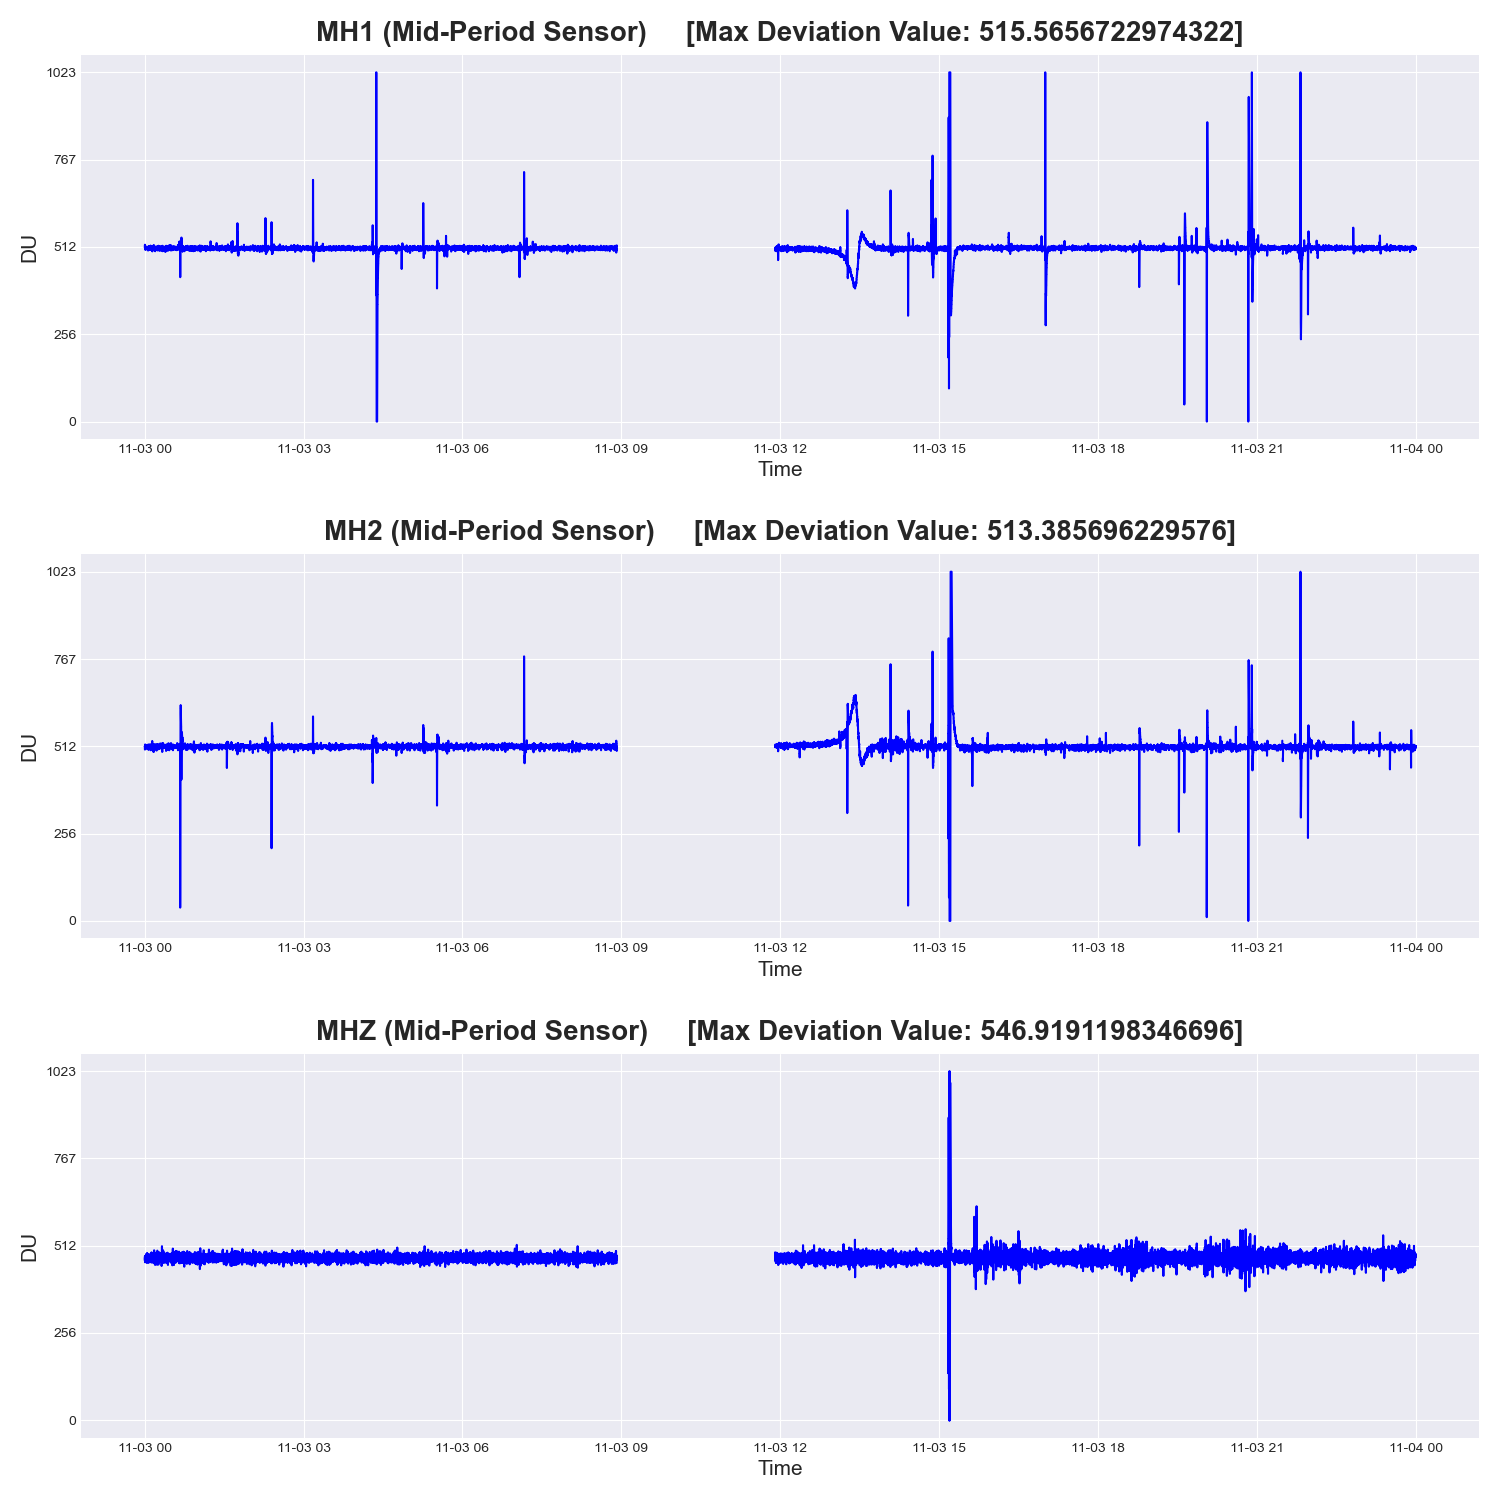 MH1 (Mid-Period Sensor) [Max Deviation Value: 515.5656722974322]
1023
767
512
256
0
DU
11-03 00 11-03 03 11-03 06 11-03 09 11-03 12 11-03 15 11-03 18 11-03 21 11-04 00
Time
MH2 (Mid-Period Sensor) [Max Deviation Value: 513.385696229576]
1023
767
512
256
0
DU
11-03 00 11-03 03 11-03 06 11-03 09 11-03 12 11-03 15 11-03 18 11-03 21 11-04 00
Time
MHZ (Mid-Period Sensor) [Max Deviation Value: 546.9191198346696]
1023
767
512
256
0
DU
11-03 00 11-03 03 11-03 06 11-03 09 11-03 12 11-03 15 11-03 18 11-03 21 11-04 00
Time